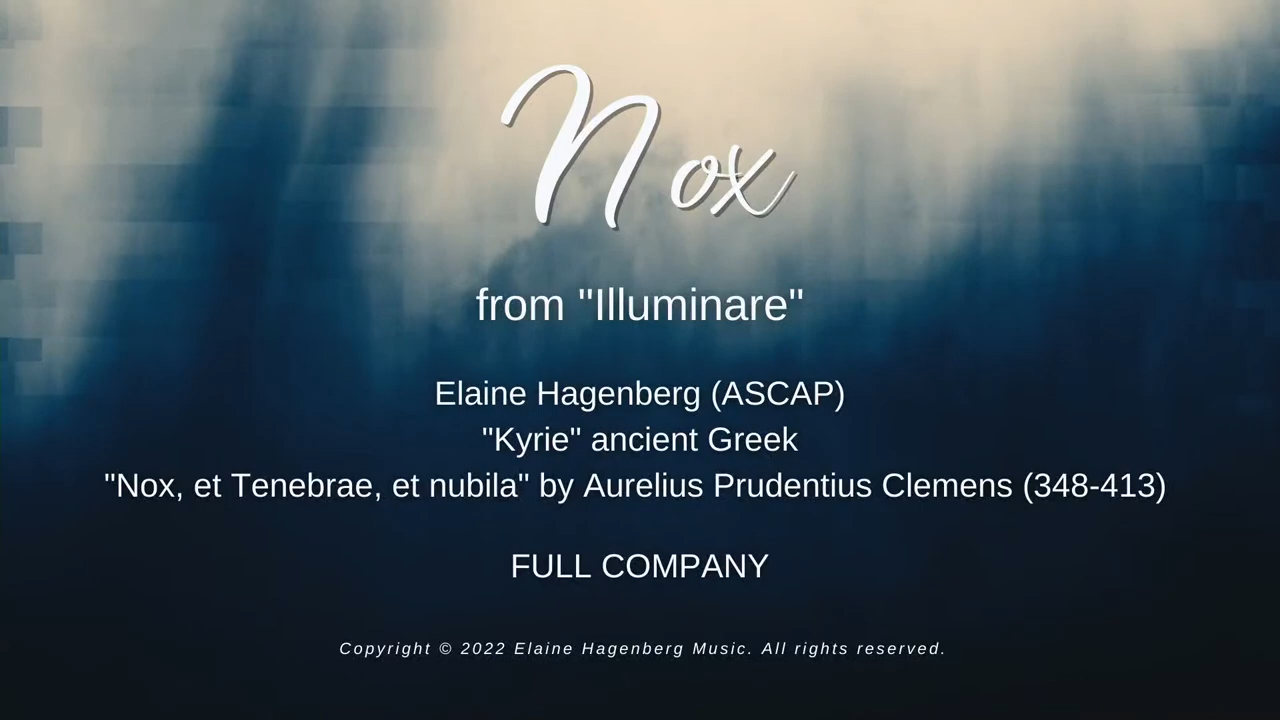 Nox
from "Illuminare"
Elaine Hagenberg (ASCAP)
"Kyrie" ancient Greek
"Nox, et Tenebrae, et nubila" by Aurelius Prudentius Clemens (348-413)
FULL COMPANY
Copyright © 2022 Elaine Hagenberg Music. All rights reserved.